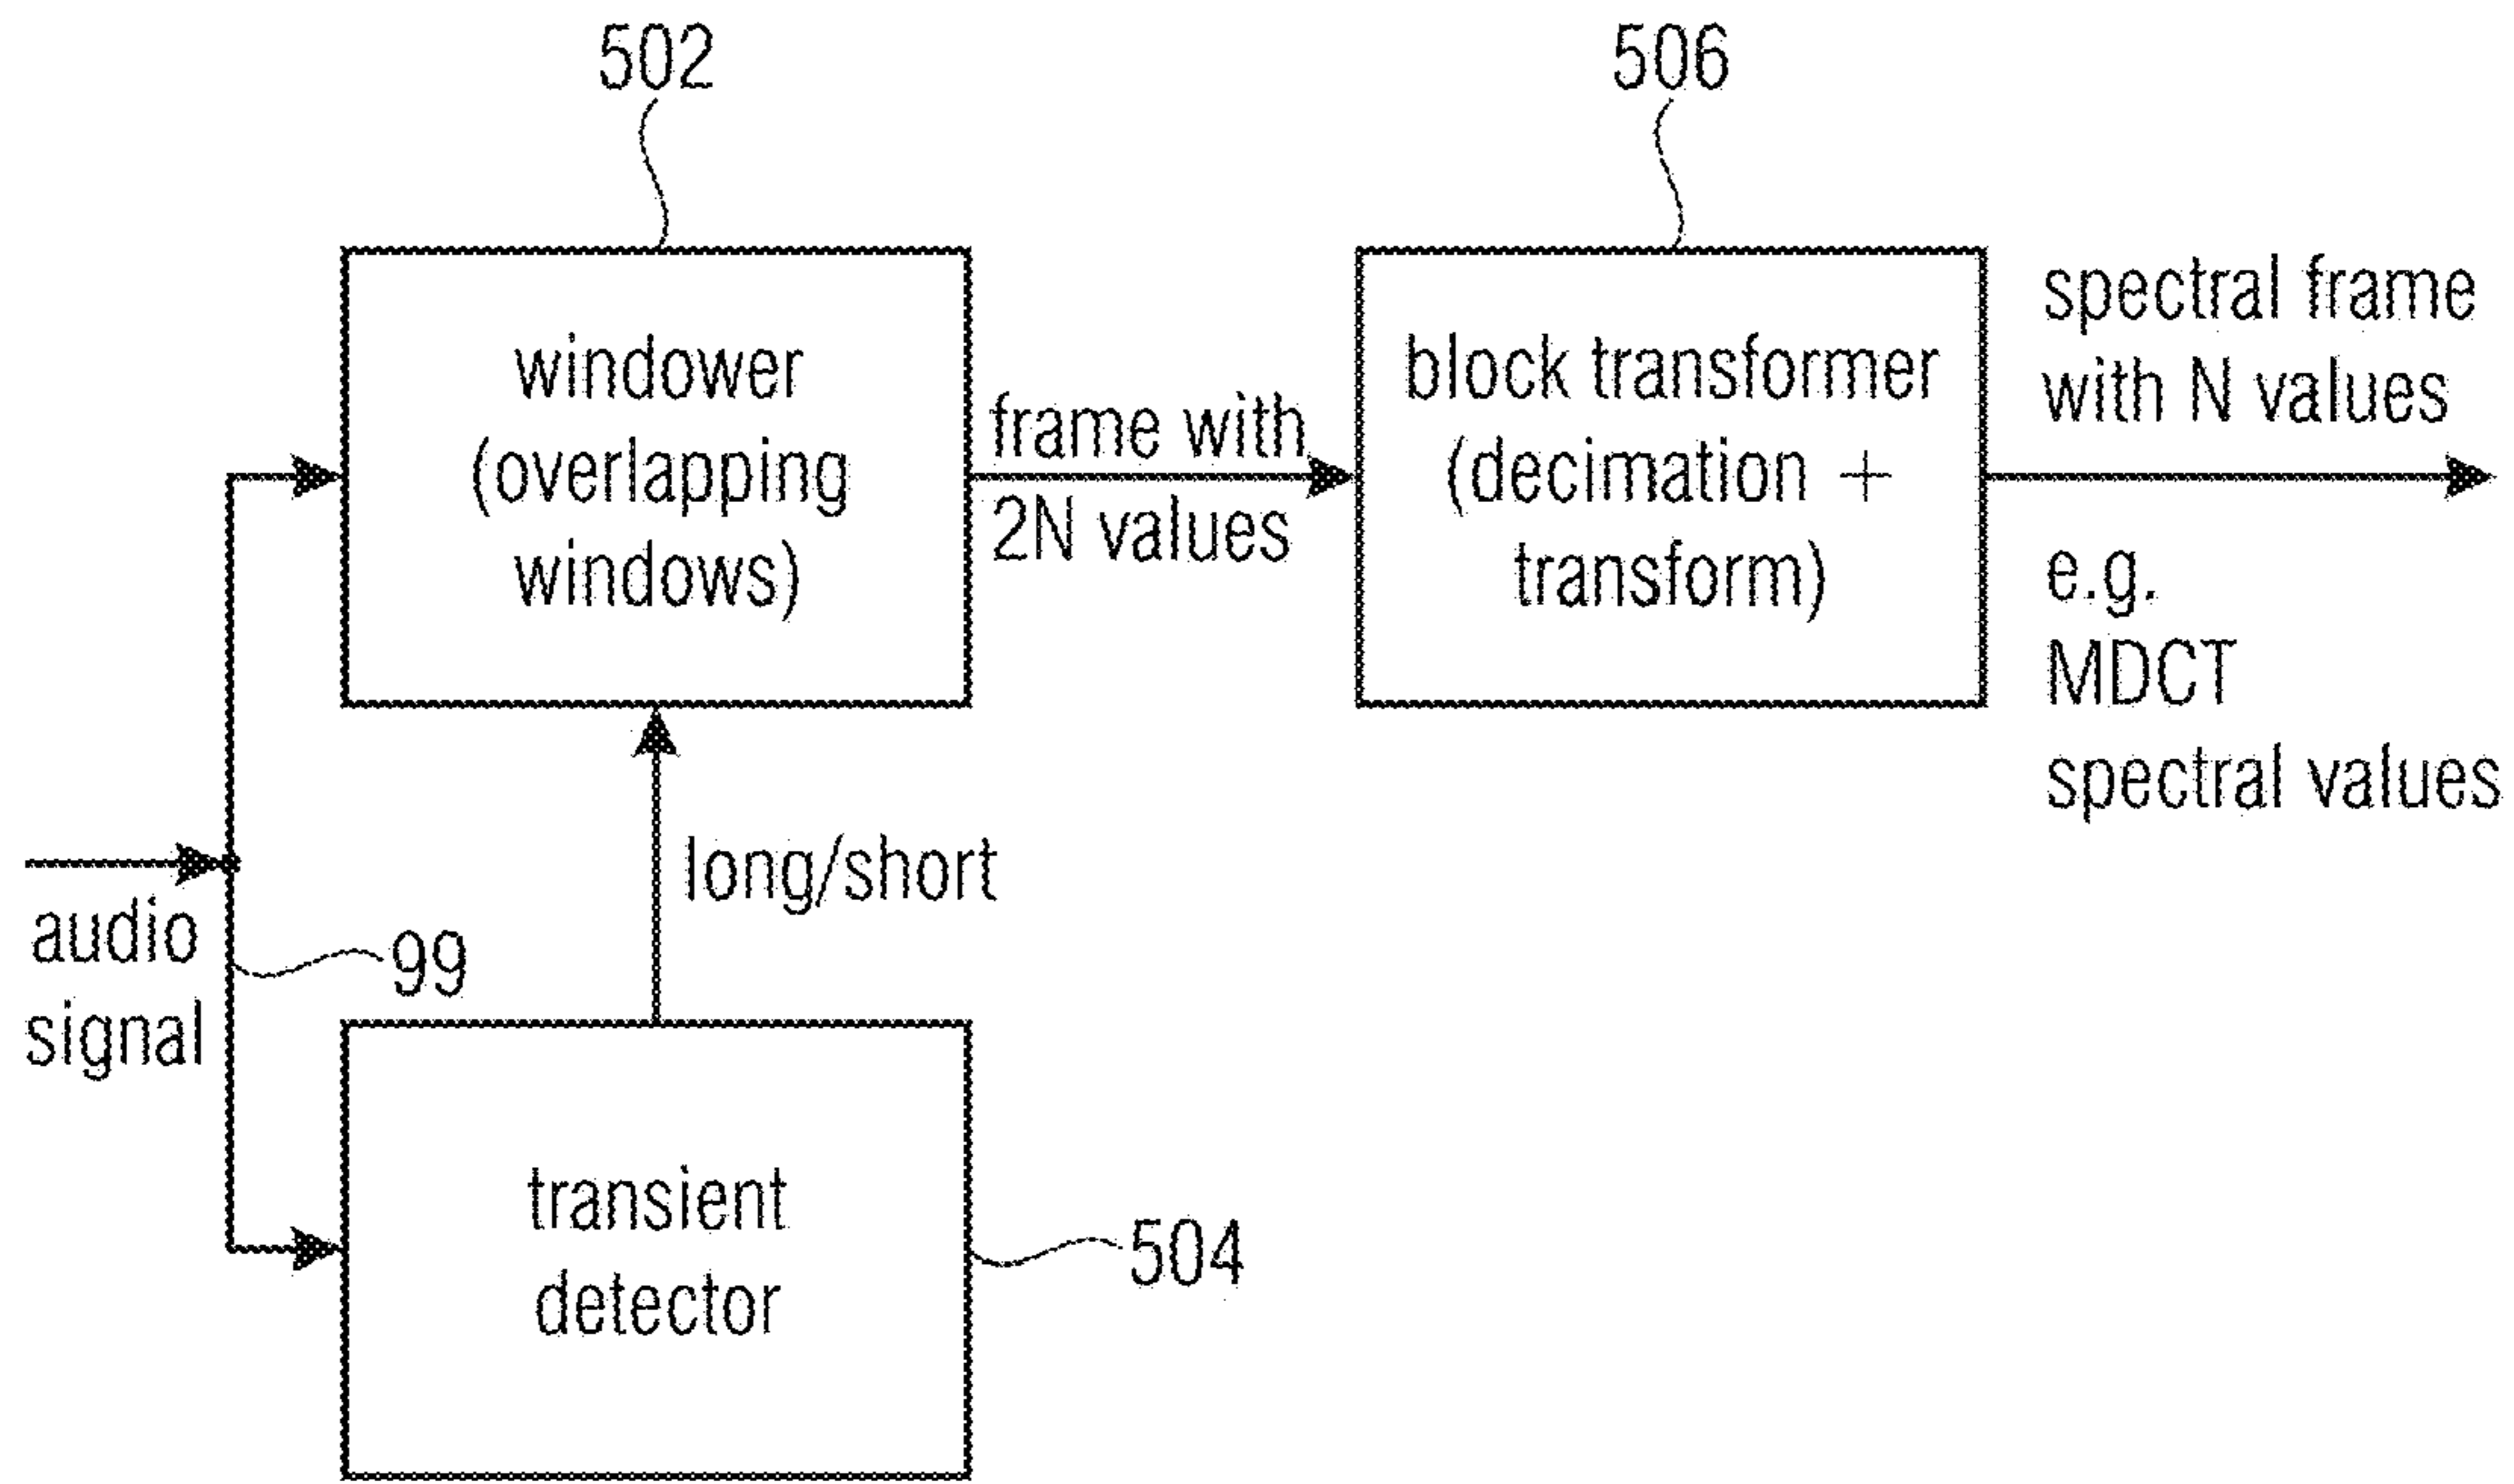 502
506
windower
(overlapping
windows)
frame with
2N values
block transformer
(decimation +
transform)
spectral frame
with N values
e.g.
MDCT
spectral values
long/short
audio
signal
99
transient
detector
504